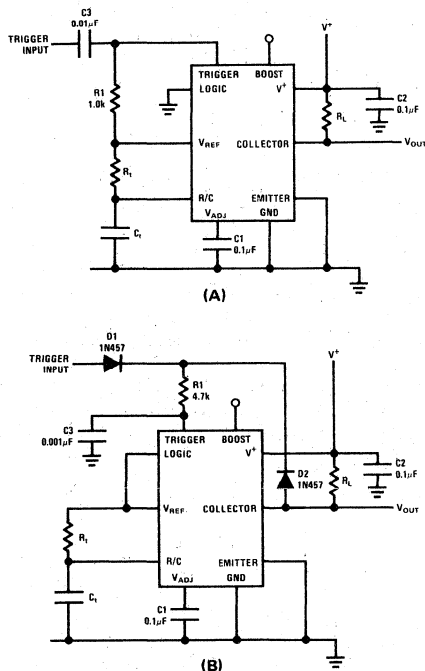 C3
0.01μF
TRIGGER
INPUT
V+
TRIGGER BOOST
LOGIC V+
R1
1.0k
RL
C2
0.1μF
VREF COLLECTOR VOUT
Rt
R/C EMITTER
VADJ GND
Ct
C1
0.1μF
(A)
D1
1N457
TRIGGER
INPUT
V+
R1
4.7k
C3
0.001μF
TRIGGER BOOST
LOGIC V+
D2
1N457
RL
C2
0.1μF
VREF COLLECTOR VOUT
Rt
R/C EMITTER
VADJ GND
Ct
C1
0.1μF
(B)